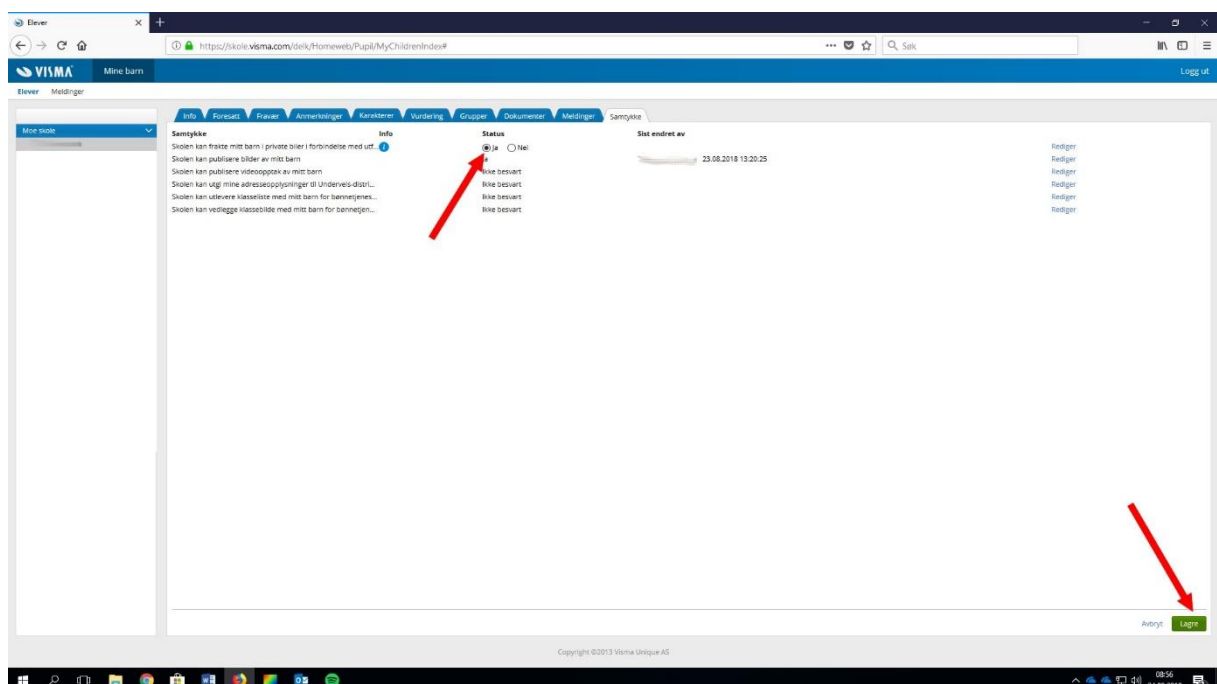 Elever
https://skole.visma.com/delk/Homeweb/Pupil/MyChildrenIndex#
Søk
VISMA Mine barn Logg ut
Elever Meldinger
Info Foresatt Fravær Anmerkninger Karakterer Vurdering Grupper Dokumenter Meldinger Samtykke
Moe skole
Samtykke Info Status Sist endret av
Skolen kan frakte mitt barn i private biler i forbindelse med utf... Ja Nei Rediger
Skolen kan publisere bilder av mitt barn 23.08.2018 13:20:25 Rediger
Skolen kan publisere videoopptak av mitt barn Ikke besvart Rediger
Skolen kan utgi mine adresseopplysninger til Underveis-distri... Ikke besvart Rediger
Skolen kan utlevere klasseliste med mitt barn for bønnetjenes... Ikke besvart Rediger
Skolen kan vedlegge klassebilde med mitt barn for bønnetjen... Ikke besvart Rediger
Avbryt Lagre
Copyright ©2013 Visma Unique AS
08:56